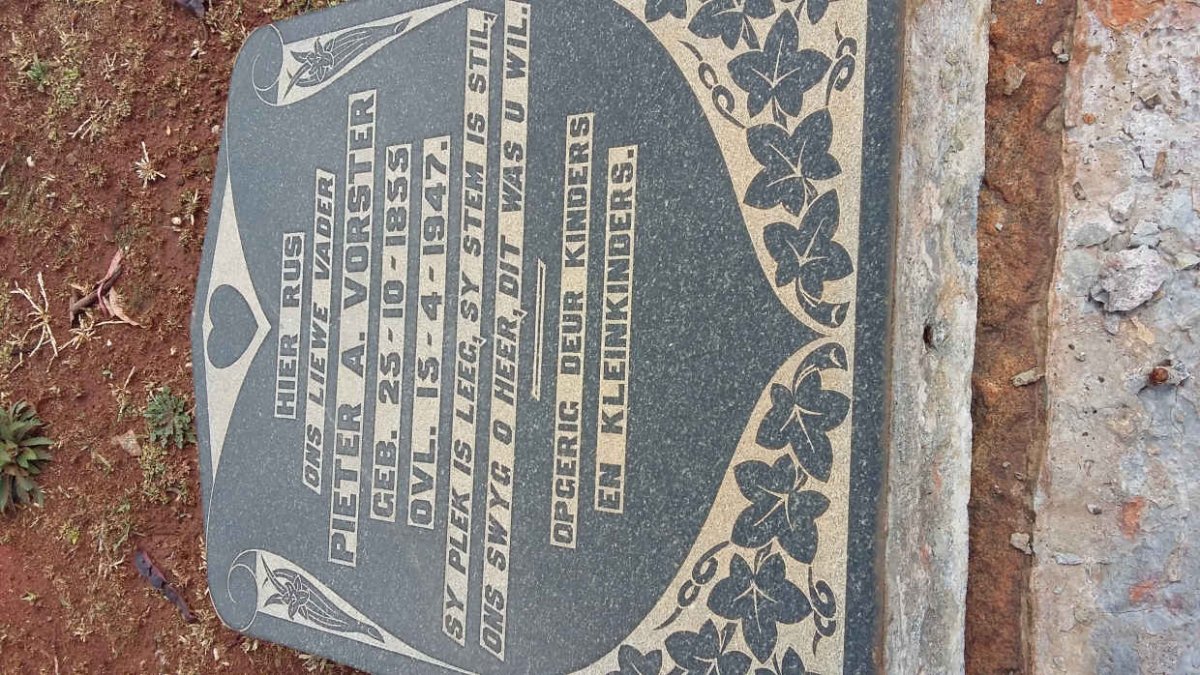 HIER RUS
ONS LIEWE VADER
PIETER A. VORSTER
GEB. 25-10-1855
OVL. 15-4-1947.
SY PLEK IS LEEG, SY STEM IS STIL,
ONS SWYG O HEER, DIT WAS U WIL.
OPGERIG DEUR KINDERS
EN KLEINKINDERS.